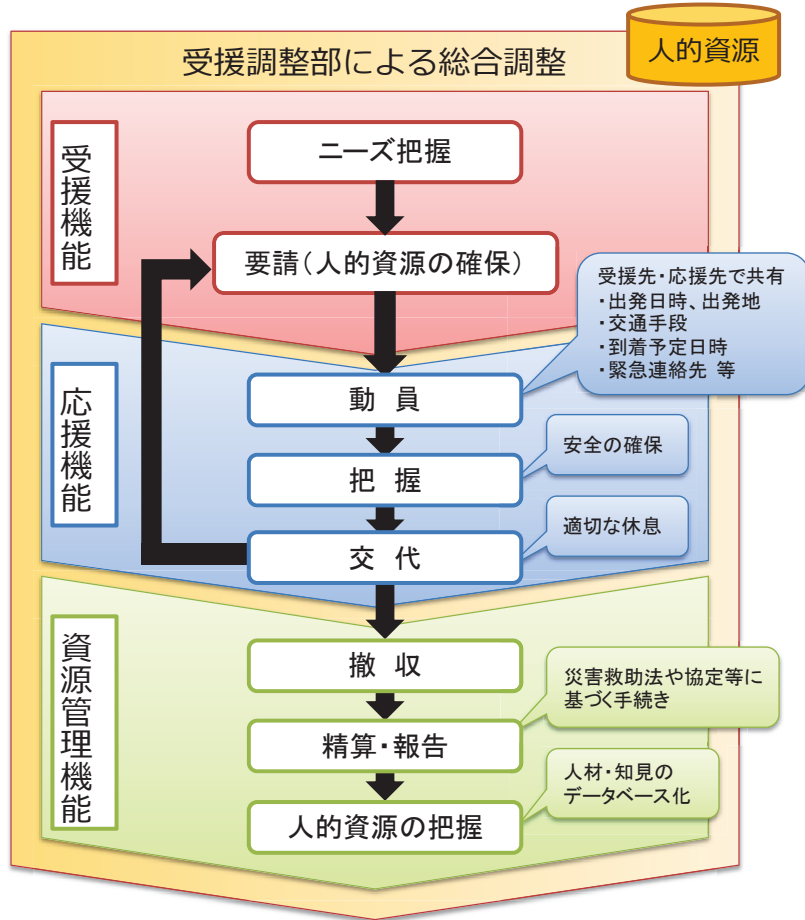 人的資源
受援調整部による総合調整
受援機能
ニーズ把握
要請(人的資源の確保)
受援先・応援先で共有
・出発日時、出発地
・交通手段
・到着予定日時
・緊急連絡先 等
応援機能
動 員
把 握
安全の確保
交 代
適切な休息
資源管理機能
撤 収
災害救助法や協定等に
基づく手続き
精算・報告
人材・知見の
データベース化
人的資源の把握